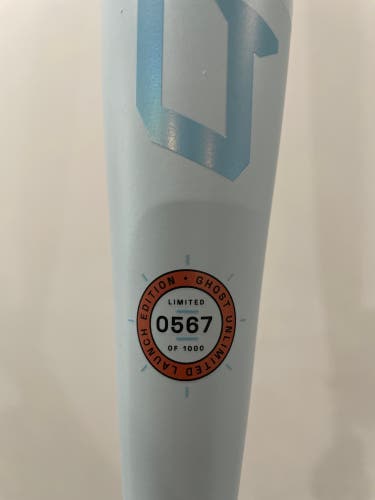 GHOST UNLIMITED LAUNCH EDITION •
LIMITED
0567
OF 1000